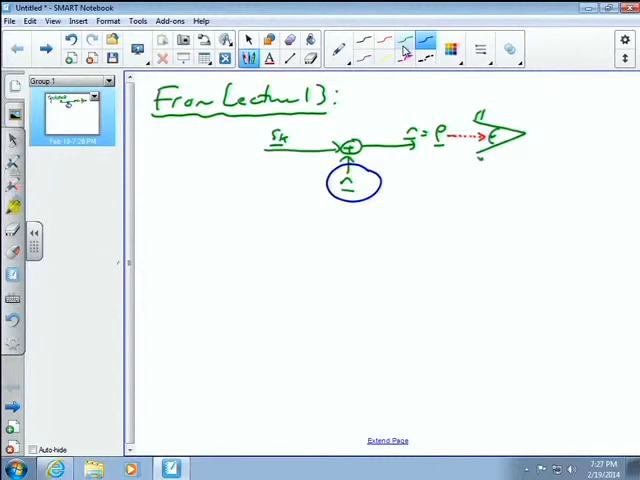 Untitled * - SMART Notebook
File Edit View Insert Format Tools Add-ons Help
Group 1
Feb 19-7:26 PM
From Lecture 13:
sk
+
r = ρ
n
Extend Page
Auto-hide
7:27 PM
2/19/2014